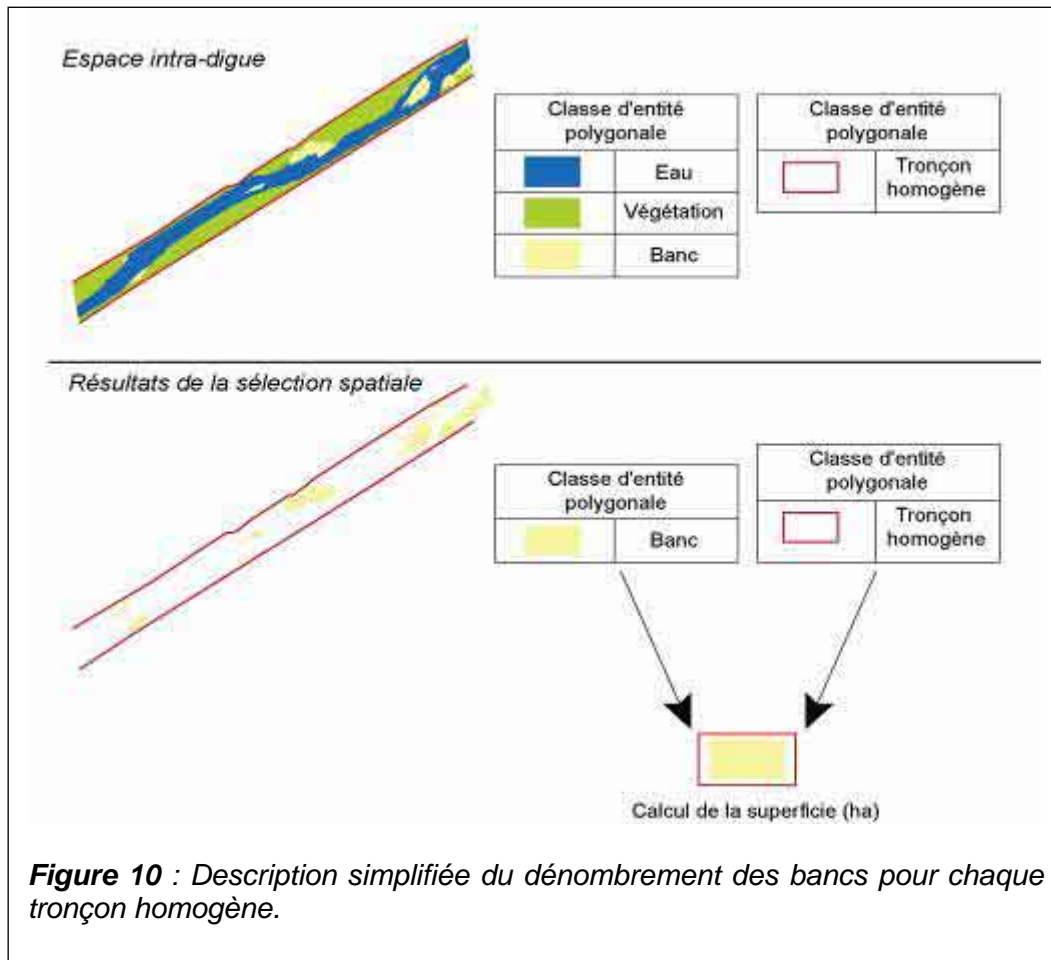 Espace intra-digue
Classe d'entité
polygonale
Eau
Végétation
Banc
Classe d'entité
polygonale
Tronçon
homogène
Résultats de la sélection spatiale
Classe d'entité
polygonale
Banc
Classe d'entité
polygonale
Tronçon
homogène
Calcul de la superficie (ha)
Figure 10 : Description simplifiée du dénombrement des bancs pour chaque
tronçon homogène.